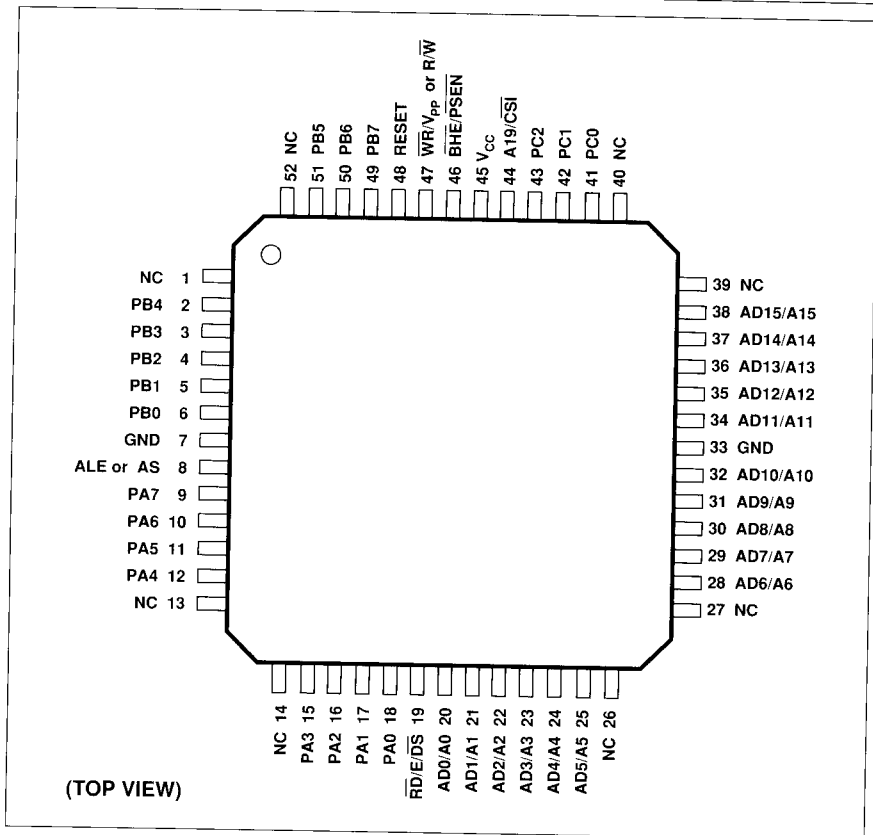 52 NC
51 PB5
50 PB6
49 PB7
48 RESET
47 W̅R̅/VPP or R/W̅
46 B̅H̅E̅/P̅S̅E̅N̅
45 VCC
44 A19/C̅S̅I̅
43 PC2
42 PC1
41 PC0
40 NC
NC 1
PB4 2
PB3 3
PB2 4
PB1 5
PB0 6
GND 7
ALE or AS 8
PA7 9
PA6 10
PA5 11
PA4 12
NC 13
39 NC
38 AD15/A15
37 AD14/A14
36 AD13/A13
35 AD12/A12
34 AD11/A11
33 GND
32 AD10/A10
31 AD9/A9
30 AD8/A8
29 AD7/A7
28 AD6/A6
27 NC
NC 14
PA3 15
PA2 16
PA1 17
PA0 18
R̅D̅/E/D̅S̅ 19
AD0/A0 20
AD1/A1 21
AD2/A2 22
AD3/A3 23
AD4/A4 24
AD5/A5 25
NC 26
(TOP VIEW)